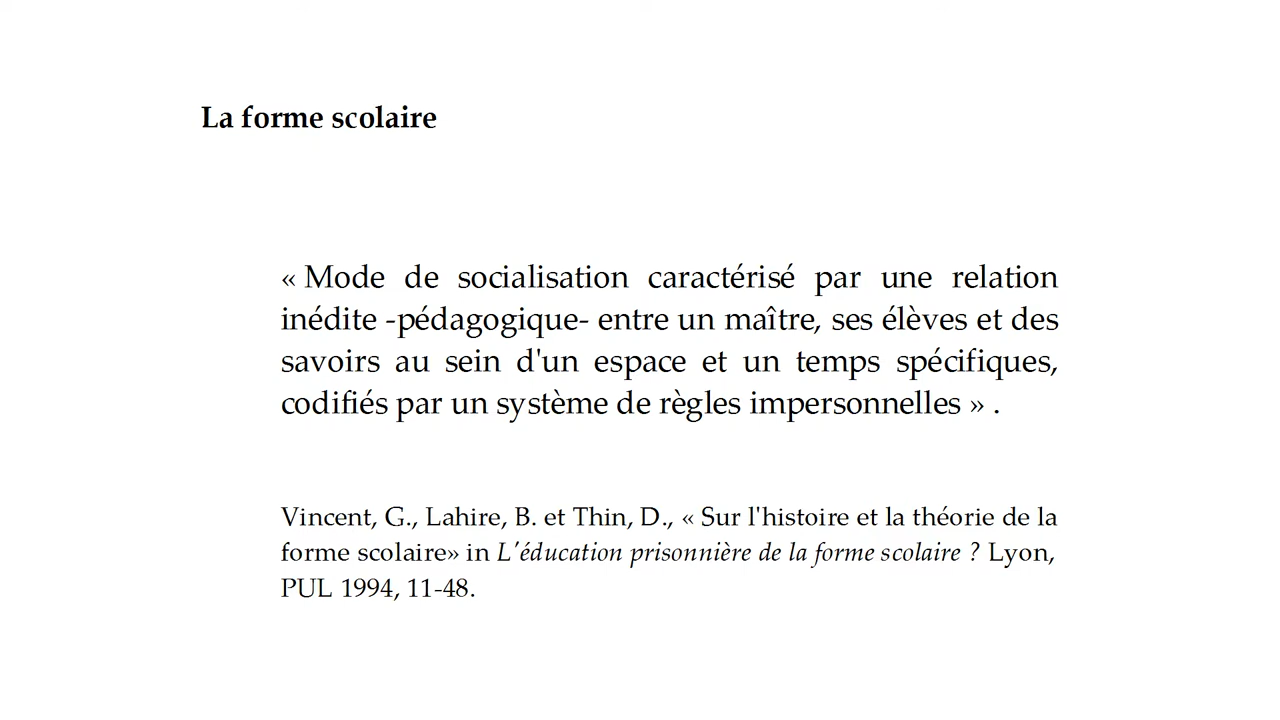 La forme scolaire
« Mode de socialisation caractérisé par une relation
inédite -pédagogique- entre un maître, ses élèves et des
savoirs au sein d'un espace et un temps spécifiques,
codifiés par un système de règles impersonnelles » .
Vincent, G., Lahire, B. et Thin, D., « Sur l'histoire et la théorie de la
forme scolaire» in L'éducation prisonnière de la forme scolaire ? Lyon,
PUL 1994, 11-48.